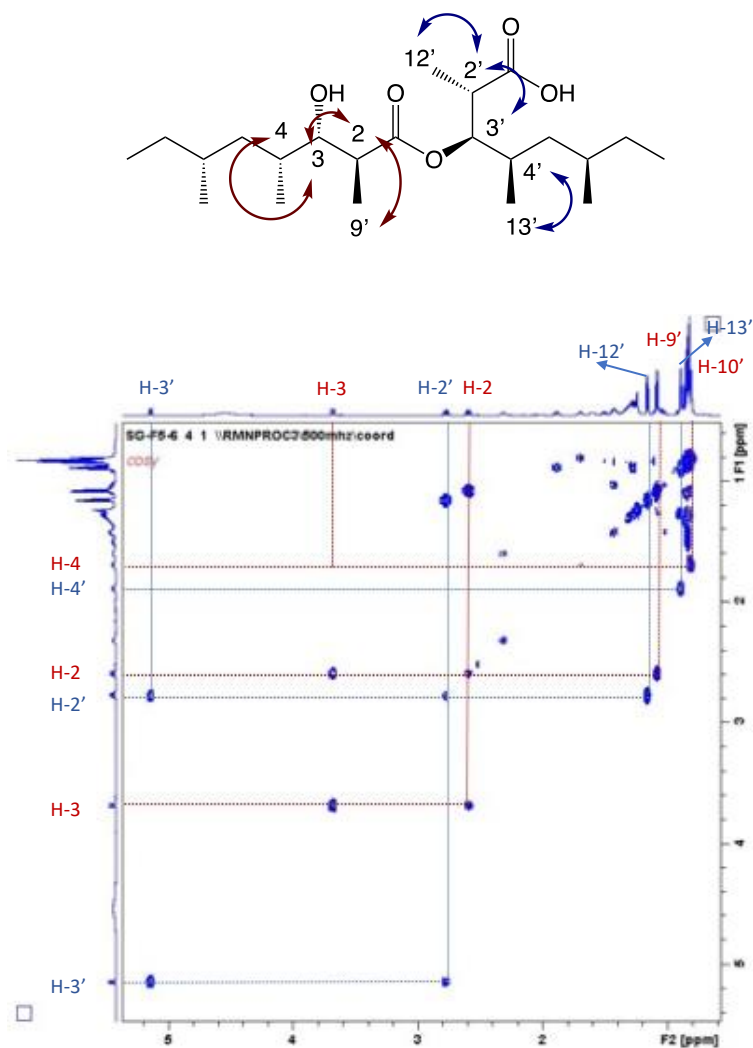 O
12’
2’
OH
O
OH
4
2
3’
3
O
4’
9’
13’
H-13’
H-9’
H-12’
H-10’
H-3’
H-3
H-2’
H-2
SG-F5-6 4 1 \\RMNPROC2\500mhz\coord
COSY
1
F1 [ppm]
H-4
H-4’
2
H-2
H-2’
3
H-3
4
5
H-3’
5
4
3
2
F2 [ppm]